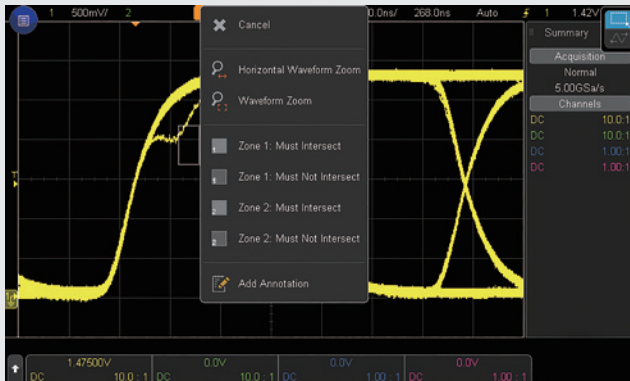 1 500mV/ 2 0.0ns/ 268.0ns Auto 1 1.42V
Cancel
Horizontal Waveform Zoom
Waveform Zoom
Zone 1: Must Intersect
Zone 1: Must Not Intersect
Zone 2: Must Intersect
Zone 2: Must Not Intersect
Add Annotation
Summary
Acquisition
Normal
5.00GSa/s
Channels
DC 10.0:1
DC 10.0:1
DC 1.00:1
DC 1.00:1
T
1.47500V 0.0V 0.0V 0.0V
DC 10.0:1 DC 10.0:1 DC 1.00:1 DC 1.00:1